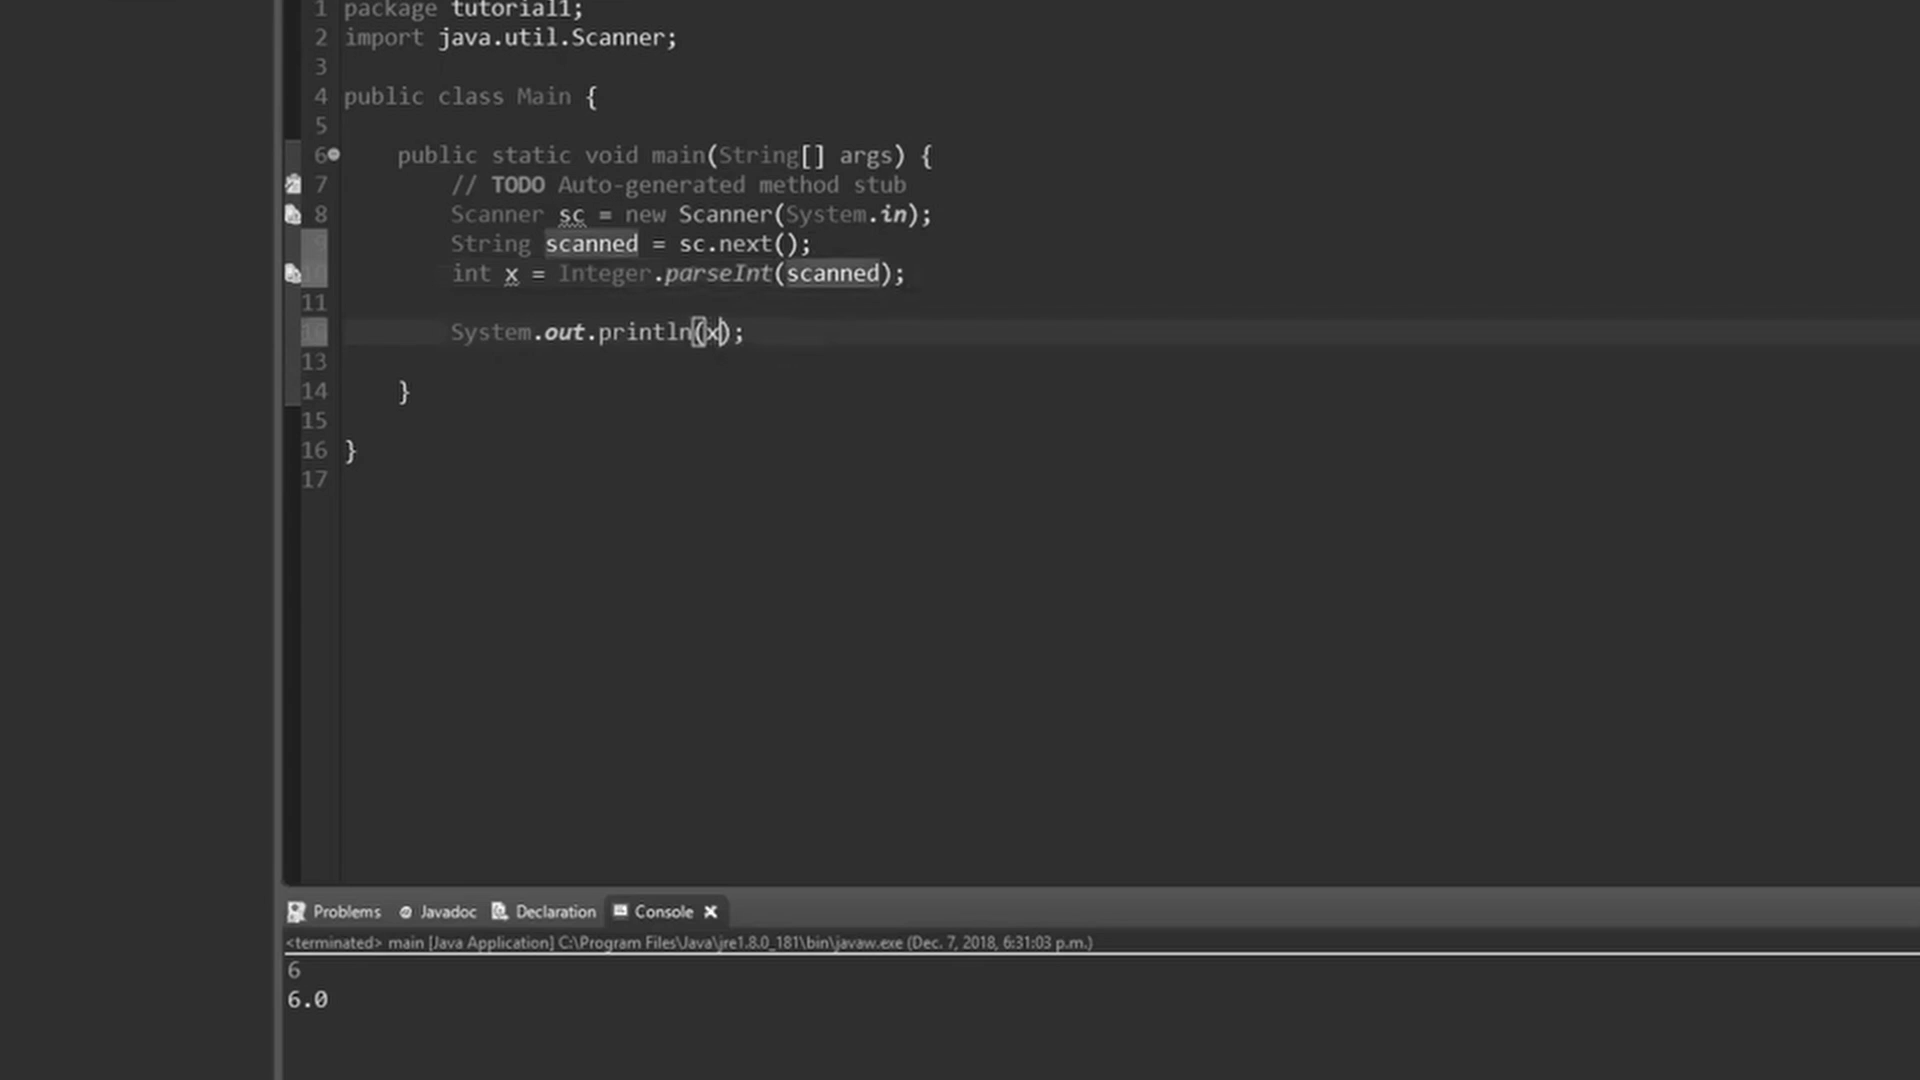 1 package tutorial1;
2 import java.util.Scanner;
3
4 public class Main {
5
6 public static void main(String[] args) {
7 // TODO Auto-generated method stub
8 Scanner sc = new Scanner(System.in);
9 String scanned = sc.next();
10 int x = Integer.parseInt(scanned);
11
12 System.out.println(x);
13
14 }
15
16 }
17
Problems Javadoc Declaration Console
<terminated> main [Java Application] C:\Program Files\Java\jre1.8.0_181\bin\javaw.exe (Dec. 7, 2018, 6:31:03 p.m.)
6
6.0